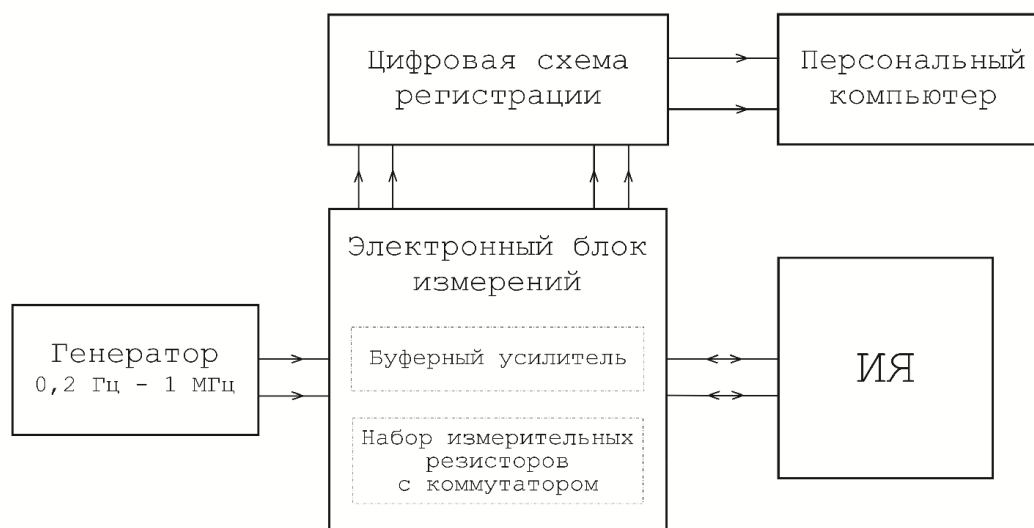 Цифровая схема
регистрации
Персональный
компьютер
Электронный блок
измерений
Генератор
0,2 Гц - 1 МГц
Буферный усилитель
Набор измерительных
резисторов
с коммутатором
ИЯ